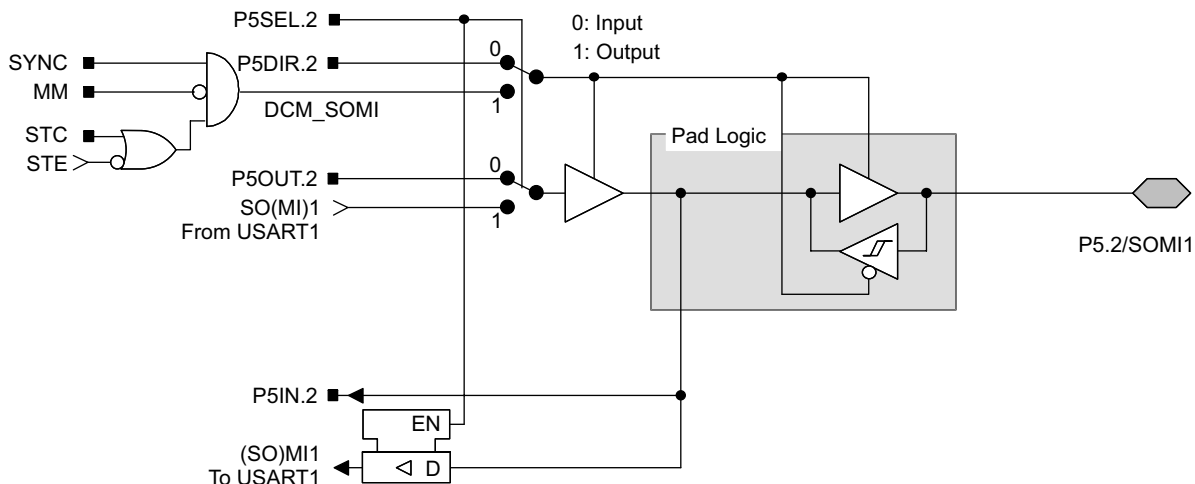 P5SEL.2
0: Input
1: Output
SYNC
P5DIR.2
0
MM
1
DCM_SOMI
STC
STE
Pad Logic
P5OUT.2
0
SO(MI)1
1
From USART1
P5.2/SOMI1
P5IN.2
EN
(SO)MI1
D
To USART1